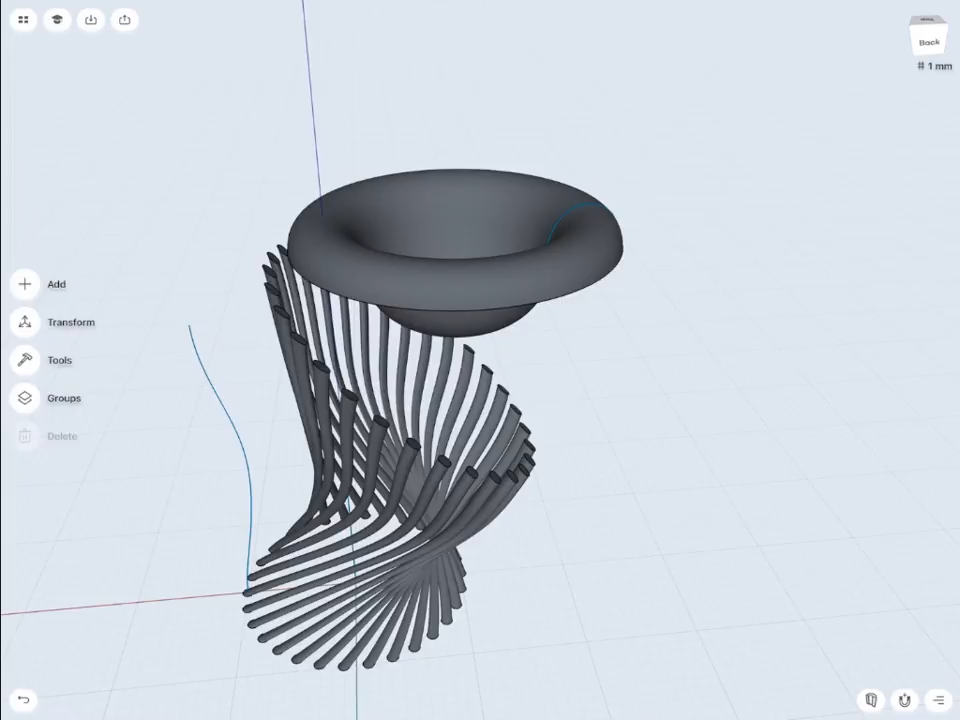 Back
# 1 mm
Add
Transform
Tools
Groups
Delete